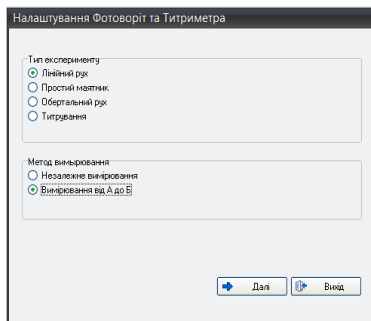 Налаштування Фотоворіт та Титриметра
Тип експерименту
Лінійний рух
Простий маятник
Обертальний рух
Титрування
Метод вимырювання
Незалежне вимірювання
Вимірювання від А до Б
Далі
Вихід